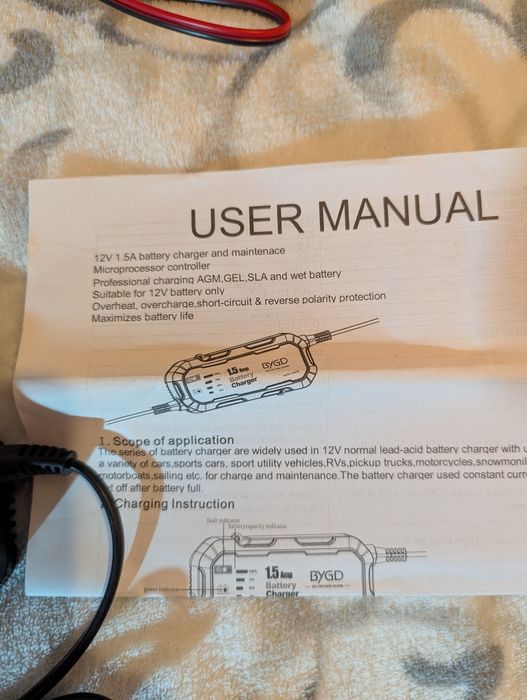 USER MANUAL
12V 1.5A battery charger and maintenace
Microprocessor controller
Professional charging AGM,GEL,SLA and wet battery
Suitable for 12V battery only
Overheat, overcharge,short-circuit & reverse polarity protection
Maximizes battery life
1.5 Amp
Battery
Charger
BYGD
1. Scope of application
The series of battery charger are widely used in 12V normal lead-acid battery charger with
a variety of cars,sports cars, sport utility vehicles,RVs,pickup trucks,motorcycles,snowmobil
motorboats,sailing etc. for charge and maintenance.The battery charger used constant curr
off after battery full.
Charging Instruction
fault indicator
batterycapacity indicator
power indicator
1.5 Amp
Battery
Charger
BYGD